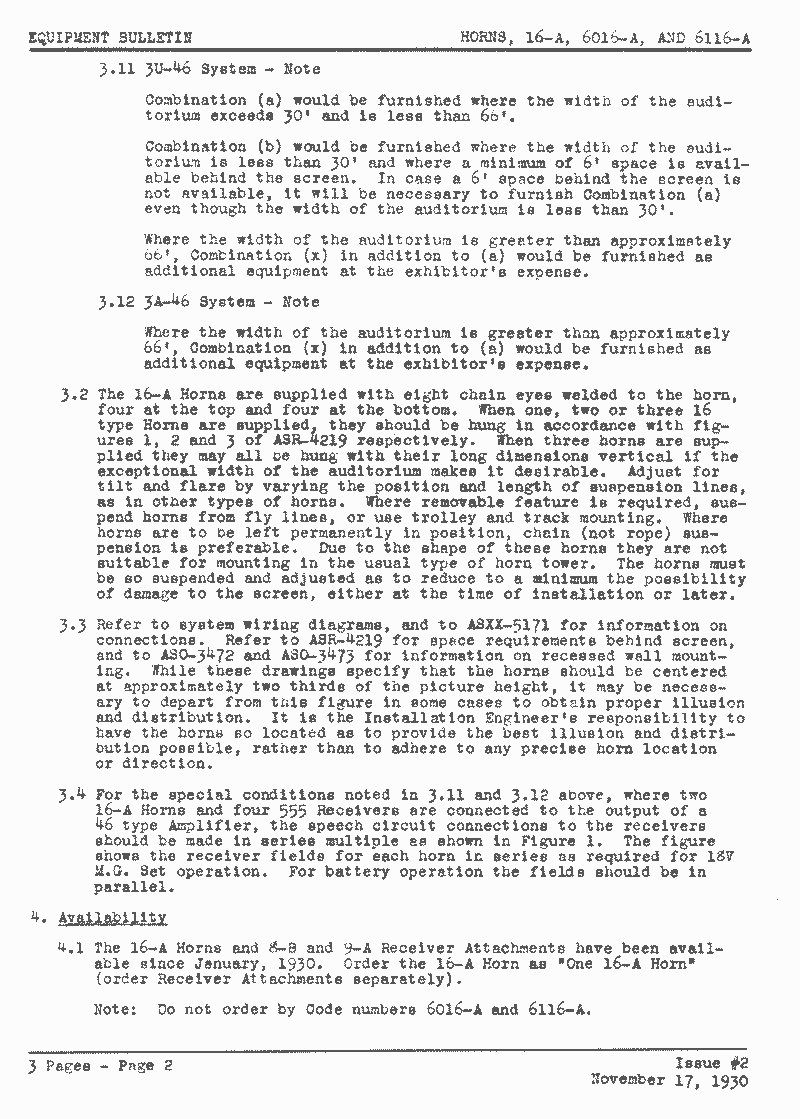 EQUIPMENT BULLETIN HORNS, 16-A, 6016-A, AND 6116-A
3.11 3U-46 System - Note
Combination (a) would be furnished where the width of the audi-
torium exceeds 30' and is less than 66'.
Combination (b) would be furnished where the width of the audi-
torium is less than 30' and where a minimum of 6' space is avail-
able behind the screen. In case a 6' space behind the screen is
not available, it will be necessary to furnish Combination (a)
even though the width of the auditorium is less than 30'.
Where the width of the auditorium is greater than approximately
66', Combination (x) in addition to (a) would be furnished as
additional equipment at the exhibitor's expense.
3.12 3A-46 System - Note
Where the width of the auditorium is greater than approximately
66', Combination (x) in addition to (a) would be furnished as
additional equipment at the exhibitor's expense.
3.2 The 16-A Horns are supplied with eight chain eyes welded to the horn,
four at the top and four at the bottom. When one, two or three 16
type Horns are supplied, they should be hung in accordance with fig-
ures 1, 2 and 3 of ASR-4219 respectively. When three horns are sup-
plied they may all be hung with their long dimensions vertical if the
exceptional width of the auditorium makes it desirable. Adjust for
tilt and flare by varying the position and length of suspension lines,
as in other types of horns. Where removable feature is required, sus-
pend horns from fly lines, or use trolley and track mounting. Where
horns are to be left permanently in position, chain (not rope) sus-
pension is preferable. Due to the shape of these horns they are not
suitable for mounting in the usual type of horn tower. The horns must
be so suspended and adjusted as to reduce to a minimum the possibility
of damage to the screen, either at the time of installation or later.
3.3 Refer to system wiring diagrams, and to ASXX-5171 for information on
connections. Refer to ASR-4219 for space requirements behind screen,
and to ASO-3472 and ASO-3473 for information on recessed wall mount-
ing. While these drawings specify that the horns should be centered
at approximately two thirds of the picture height, it may be necess-
ary to depart from this figure in some cases to obtain proper illusion
and distribution. It is the Installation Engineer's responsibility to
have the horns so located as to provide the best illusion and distri-
bution possible, rather than to adhere to any precise horn location
or direction.
3.4 For the special conditions noted in 3.11 and 3.12 above, where two
16-A Horns and four 555 Receivers are connected to the output of a
46 type Amplifier, the speech circuit connections to the receivers
should be made in series multiple as shown in Figure 1. The figure
shows the receiver fields for each horn in series as required for 18V
M.G. Set operation. For battery operation the fields should be in
parallel.
4. Availability
4.1 The 16-A Horns and 8-B and 9-A Receiver Attachments have been avail-
able since January, 1930. Order the 16-A Horn as "One 16-A Horn"
(order Receiver Attachments separately).
Note: Do not order by Code numbers 6016-A and 6116-A.
3 Pages - Page 2 Issue #2
November 17, 1930